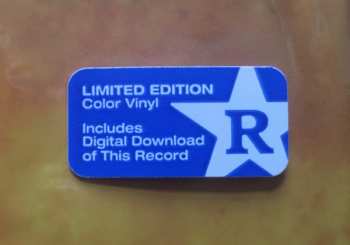 LIMITED EDITION
Color Vinyl
Includes
Digital Download
of This Record
R